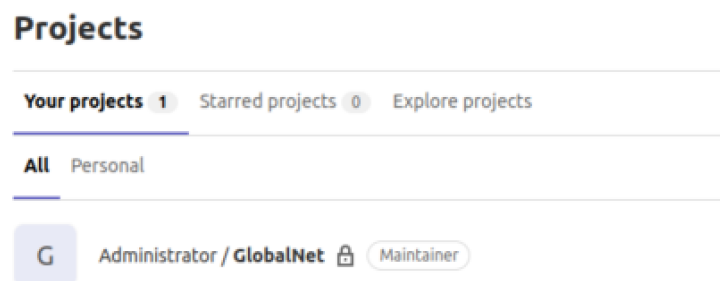 Projects
Your projects 1 Starred projects 0 Explore projects
All Personal
G Administrator / GlobalNet Maintainer